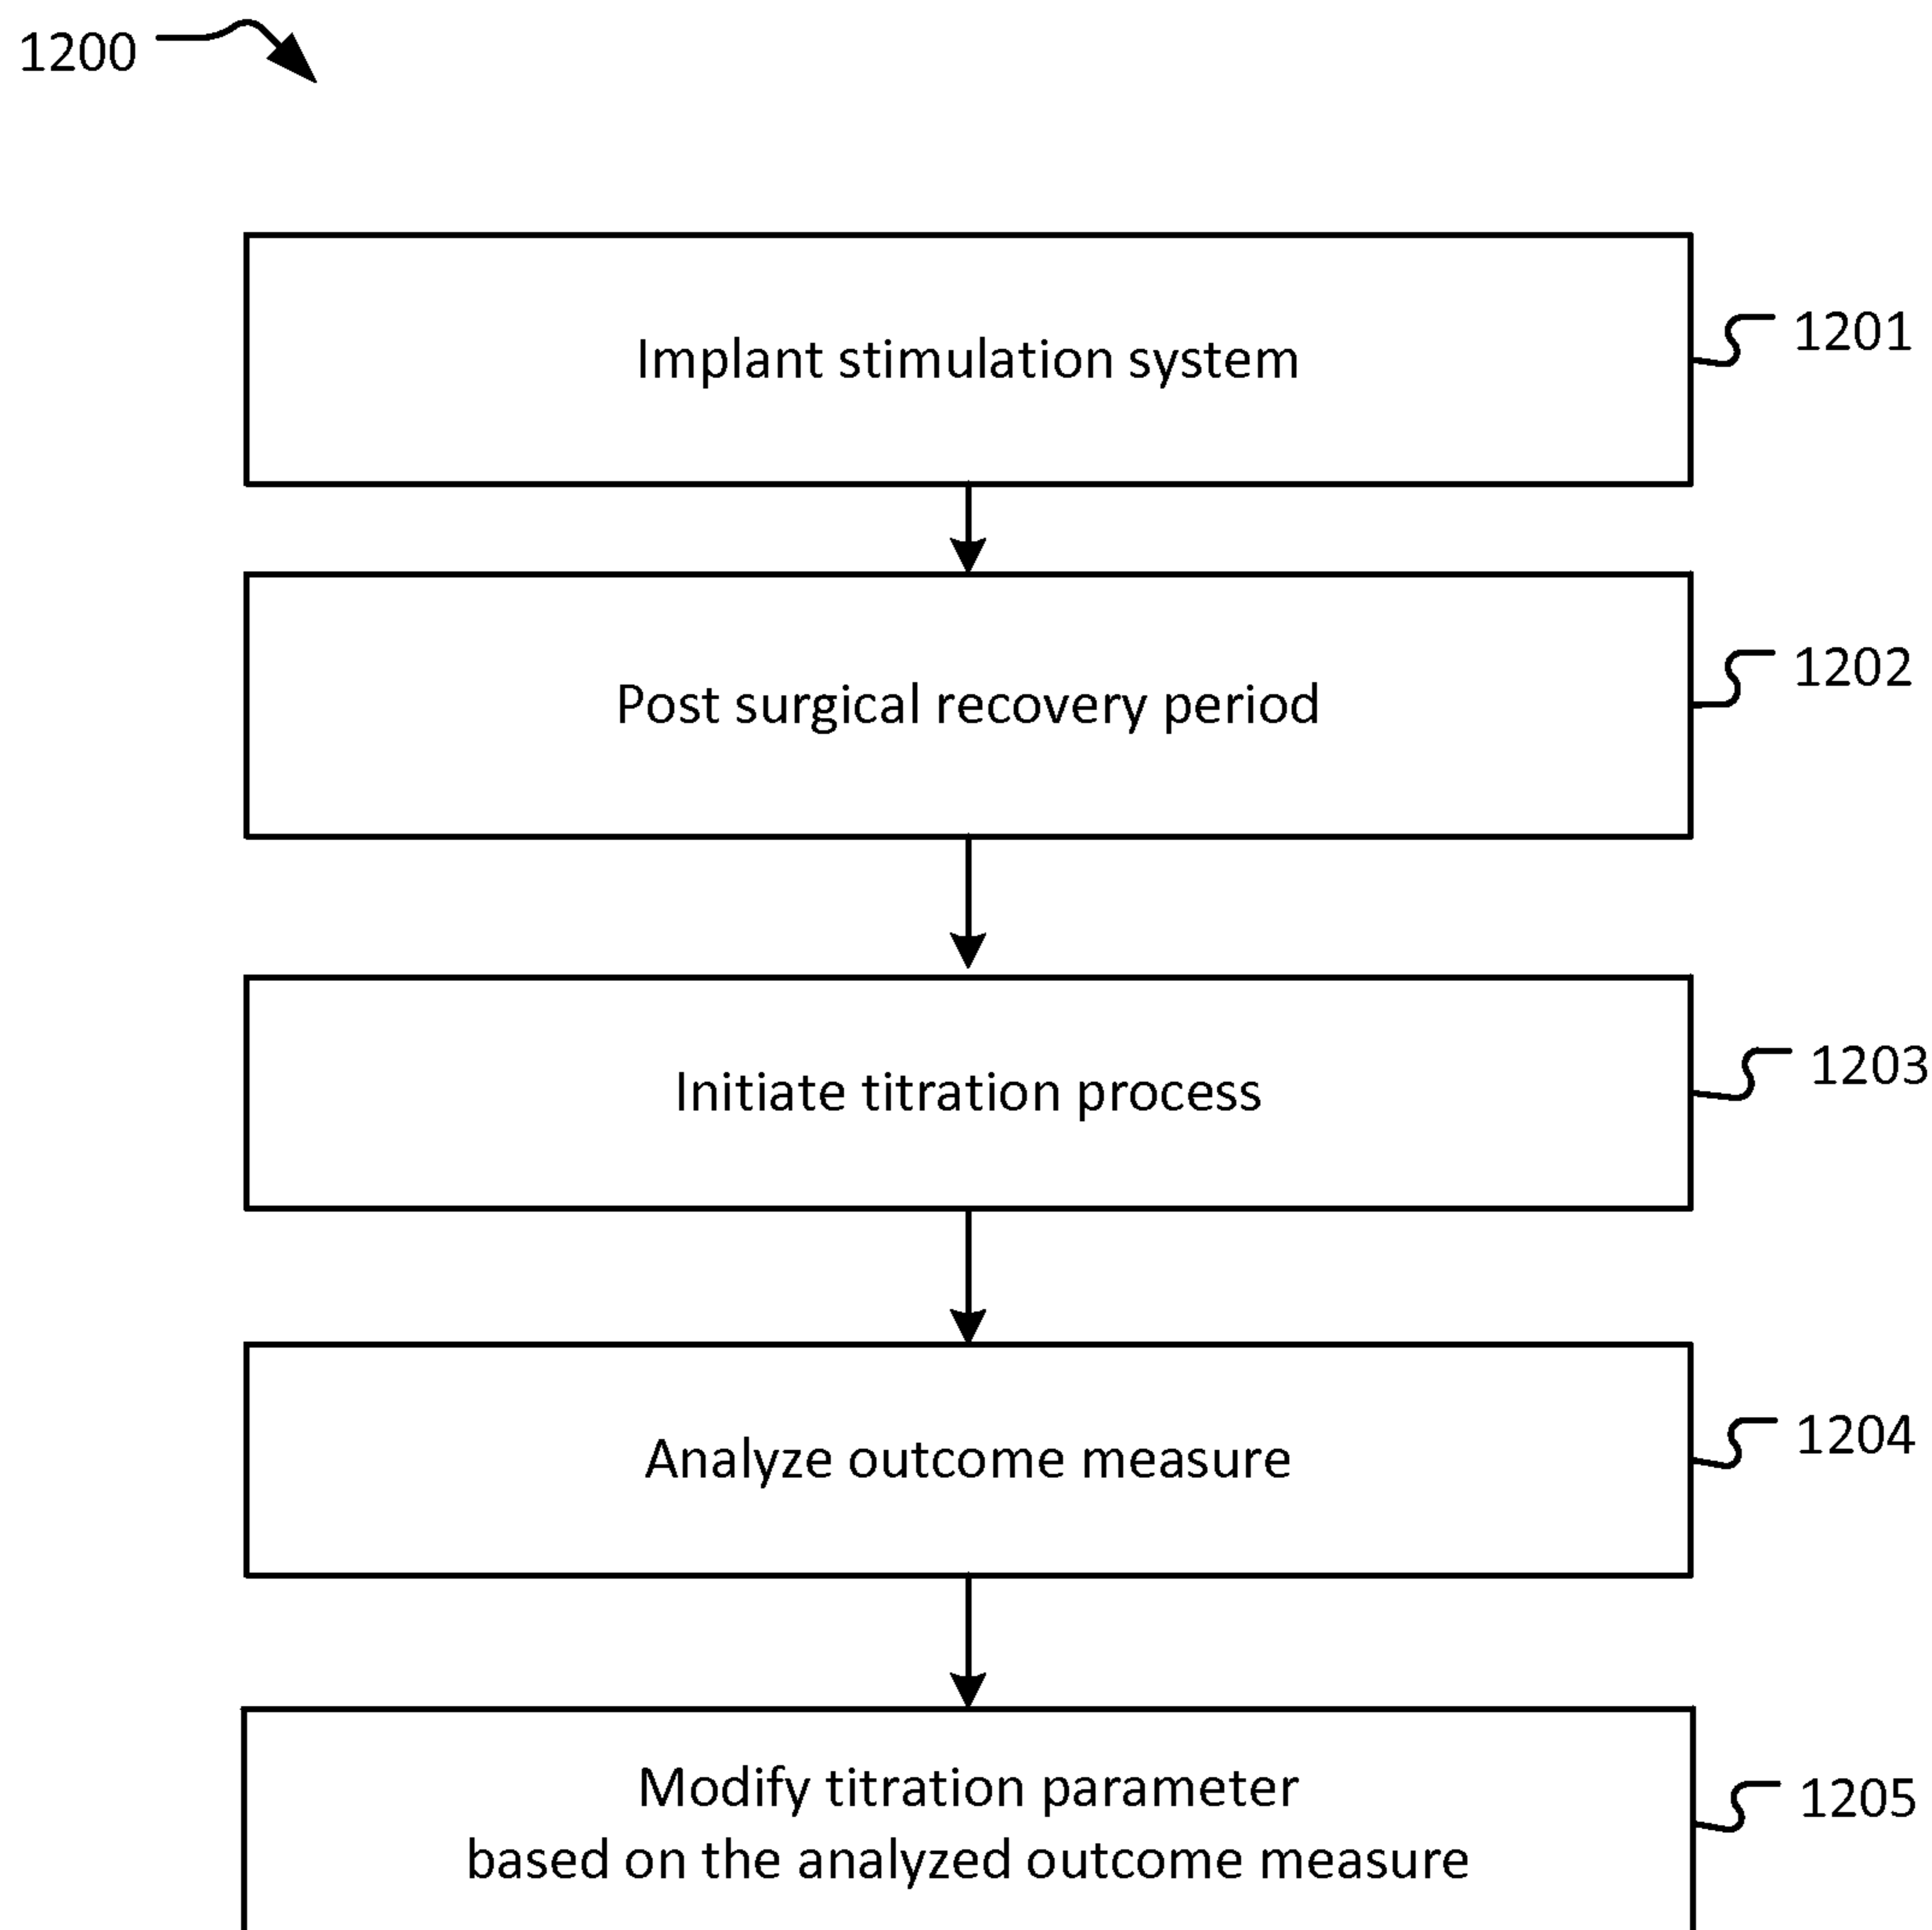 1200
Implant stimulation system
1201
Post surgical recovery period
1202
Initiate titration process
1203
Analyze outcome measure
1204
Modify titration parameter
based on the analyzed outcome measure
1205